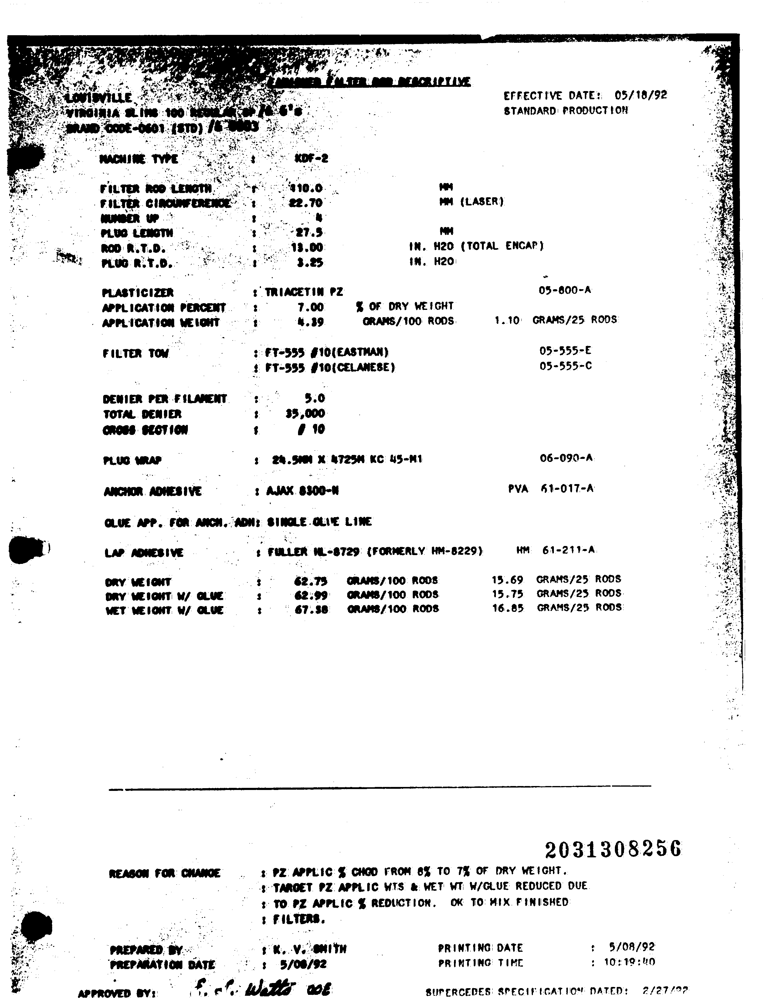 FILTER ROD DESCRIPTIVE
LOUISVILLE EFFECTIVE DATE: 05/18/92
VIRGINIA SLIMS 100 REGULAR SP/6 6's STANDARD PRODUCTION
BRAND CODE-0601 (STD) /6 0603
MACHINE TYPE : KDF-2
FILTER ROD LENGTH : 110.0 MM
FILTER CIRCUMFERENCE : 22.70 MM (LASER)
NUMBER UP : 4
PLUG LENGTH : 27.5 MM
ROD R.T.D. : 13.00 IN. H2O (TOTAL ENCAP)
PLUG R.T.D. : 3.25 IN. H2O
PLASTICIZER : TRIACETIN PZ 05-800-A
APPLICATION PERCENT : 7.00 % OF DRY WEIGHT
APPLICATION WEIGHT : 4.39 GRAMS/100 RODS 1.10 GRAMS/25 RODS
FILTER TOW : FT-555 #10(EASTMAN) 05-555-E
: FT-555 #10(CELANESE) 05-555-C
DENIER PER FILAMENT : 5.0
TOTAL DENIER : 35,000
CROSS SECTION : # 10
PLUG WRAP : 24.5MM X 4725M KC 45-M1 06-090-A
ANCHOR ADHESIVE : AJAX 8300-N PVA 61-017-A
GLUE APP. FOR ANCH. ADH: SINGLE GLUE LINE
LAP ADHESIVE : FULLER HL-8729 (FORMERLY HM-8229) HM 61-211-A
DRY WEIGHT : 62.75 GRAMS/100 RODS 15.69 GRAMS/25 RODS
DRY WEIGHT W/ GLUE : 62.99 GRAMS/100 RODS 15.75 GRAMS/25 RODS
WET WEIGHT W/ GLUE : 67.38 GRAMS/100 RODS 16.85 GRAMS/25 RODS
2031308256
REASON FOR CHANGE : PZ APPLIC % CHGD FROM 8% TO 7% OF DRY WEIGHT.
: TARGET PZ APPLIC WTS & WET WT W/GLUE REDUCED DUE
: TO PZ APPLIC % REDUCTION. OK TO MIX FINISHED
: FILTERS.
PREPARED BY : K. V. SMITH PRINTING DATE : 5/08/92
PREPARATION DATE : 5/08/92 PRINTING TIME : 10:19:40
APPROVED BY: Watts SUPERCEDES SPECIFICATION DATED: 2/27/92